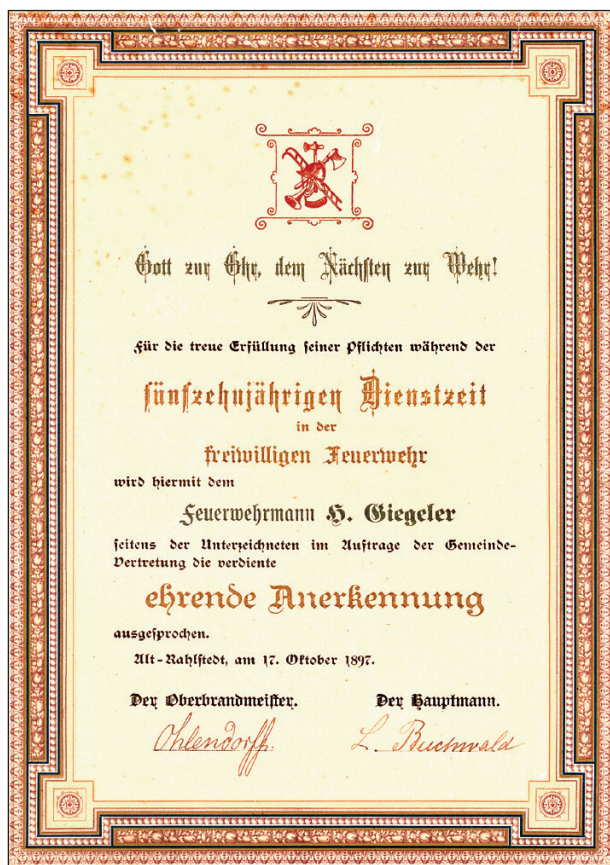 Gott zur Ehr, dem Nächsten zur Wehr!
Für die treue Erfüllung seiner Pflichten während der
fünfzehnjährigen Dienstzeit
in der
freiwilligen Feuerwehr
wird hiermit dem
Feuerwehrmann H. Giegeler
seitens der Unterzeichneten im Auftrage der Gemeinde-
Vertretung die verdiente
ehrende Anerkennung
ausgesprochen.
Alt-Rahlstedt, am 17. Oktober 1897.
Der Oberbrandmeister. Der Hauptmann.
Ohlendorff. L. Buchwald